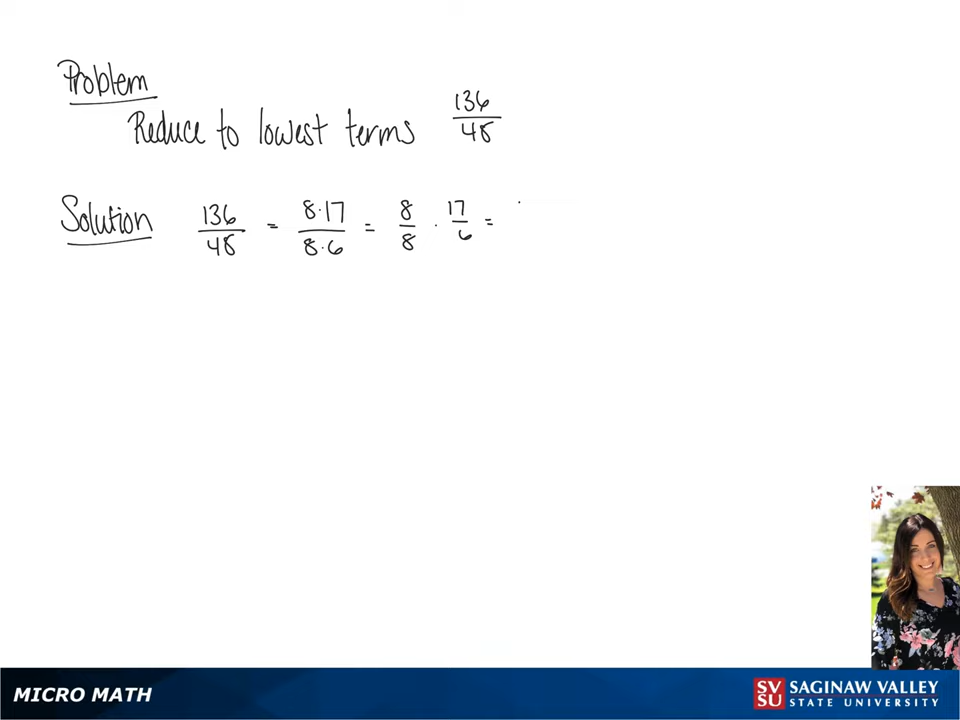 Problem
Reduce to lowest terms 136/48
Solution 136/48 = 8·17/8·6 = 8/8 · 17/6 =
MICRO MATH
SVSU SAGINAW VALLEY STATE UNIVERSITY